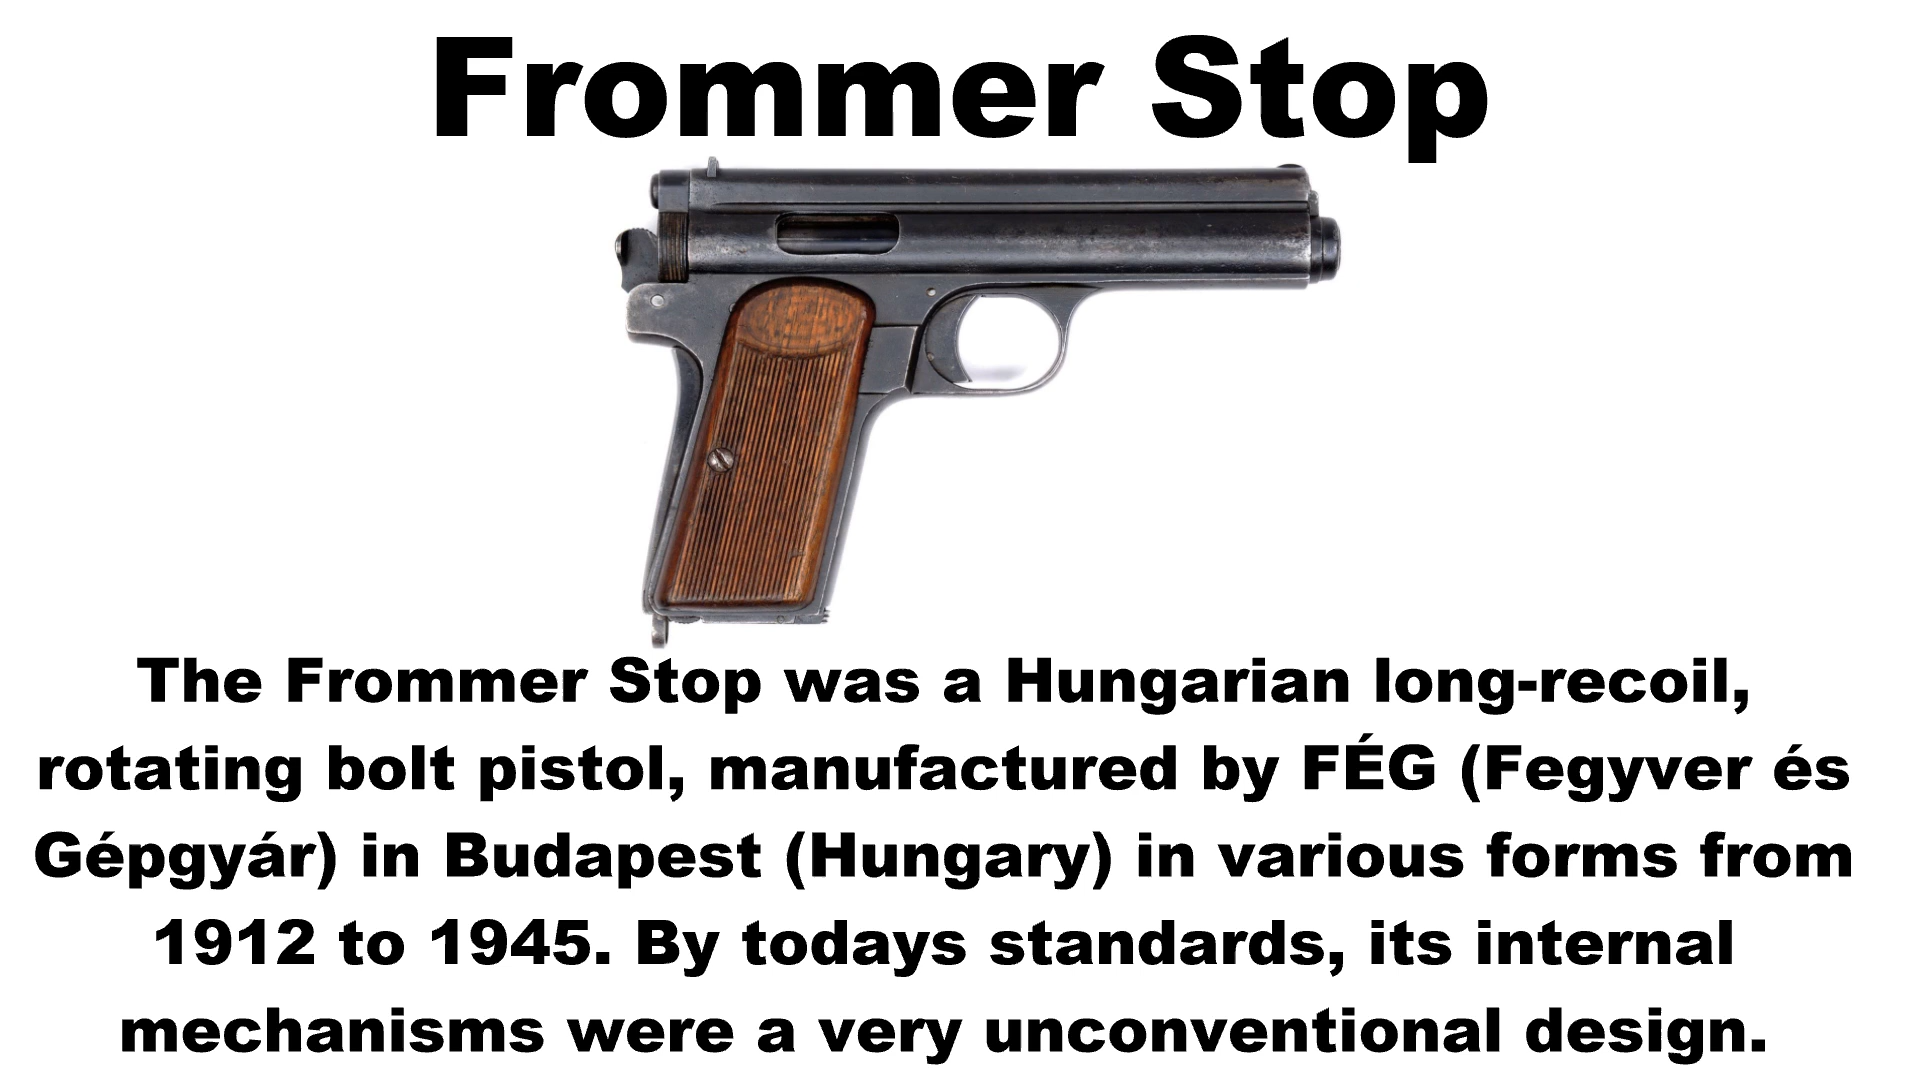 Frommer Stop
The Frommer Stop was a Hungarian long-recoil,
rotating bolt pistol, manufactured by FÉG (Fegyver és
Gépgyár) in Budapest (Hungary) in various forms from
1912 to 1945. By todays standards, its internal
mechanisms were a very unconventional design.